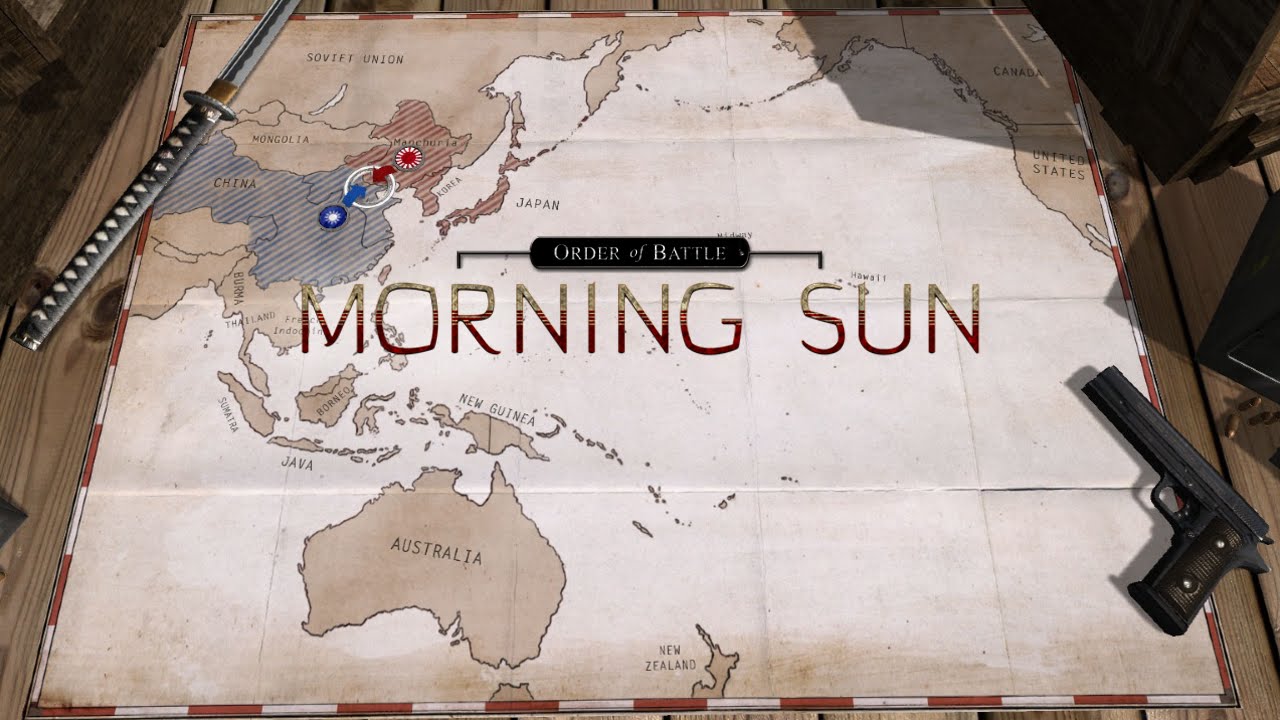 SOVIET UNION
CANADA
MONGOLIA
Manchuria
UNITED
STATES
CHINA
KOREA
JAPAN
Midway
ORDER of BATTLE
Hawaii
BURMA
MORNING SUN
THAILAND
French
Indochina
BORNEO
SUMATRA
NEW GUINEA
JAVA
AUSTRALIA
NEW
ZEALAND